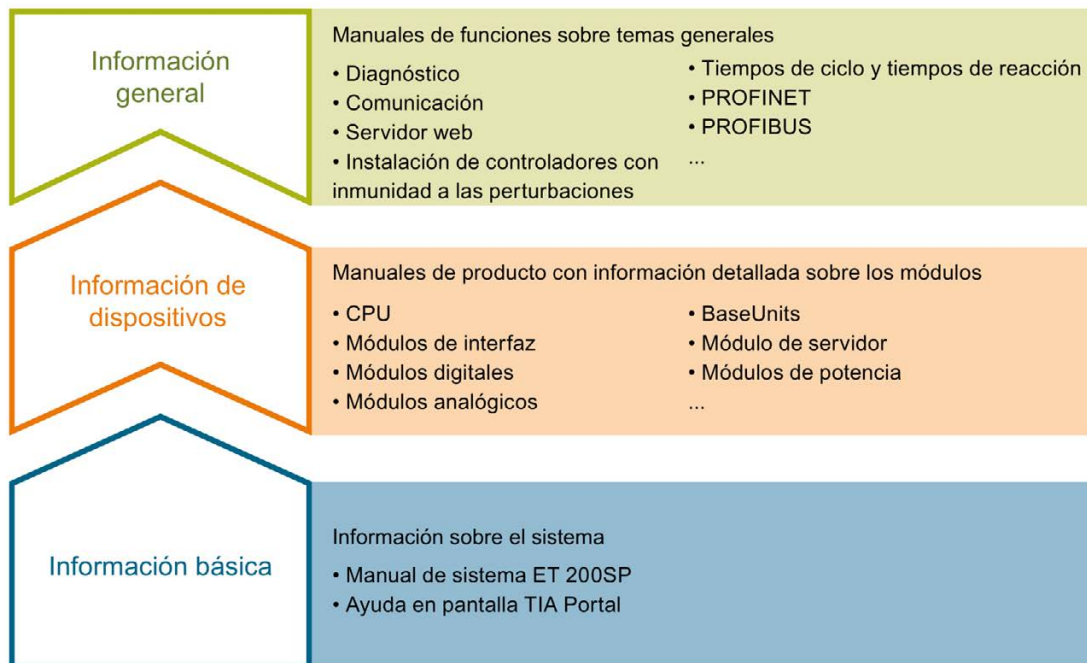 Información
general
Manuales de funciones sobre temas generales
• Diagnóstico
• Comunicación
• Servidor web
• Instalación de controladores con
inmunidad a las perturbaciones
• Tiempos de ciclo y tiempos de reacción
• PROFINET
• PROFIBUS
...
Información de
dispositivos
Manuales de producto con información detallada sobre los módulos
• CPU
• Módulos de interfaz
• Módulos digitales
• Módulos analógicos
• BaseUnits
• Módulo de servidor
• Módulos de potencia
...
Información básica
Información sobre el sistema
• Manual de sistema ET 200SP
• Ayuda en pantalla TIA Portal